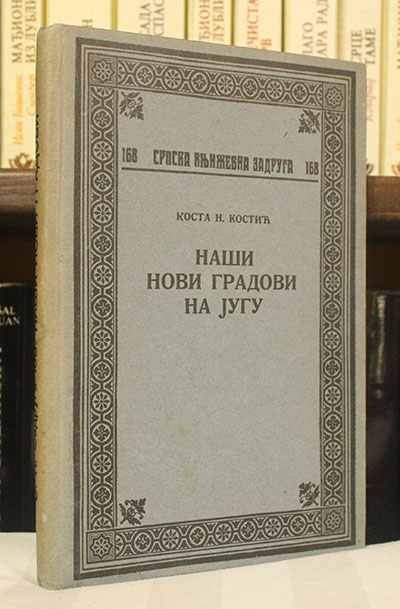 168 СРПСКА КЊИЖЕВНА ЗАДРУГА 168
КОСТА Н. КОСТИЋ
НАШИ
НОВИ ГРАДОВИ
НА ЈУГУ